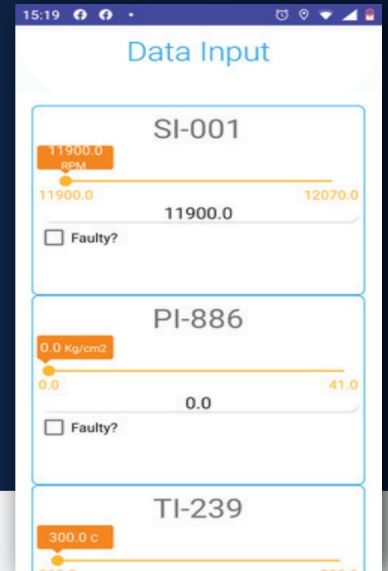 15:19
Data Input
SI-001
11900.0
RPM
11900.0 12070.0
11900.0
Faulty?
PI-886
0.0 Kg/cm2
0.0 41.0
0.0
Faulty?
TI-239
300.0 c